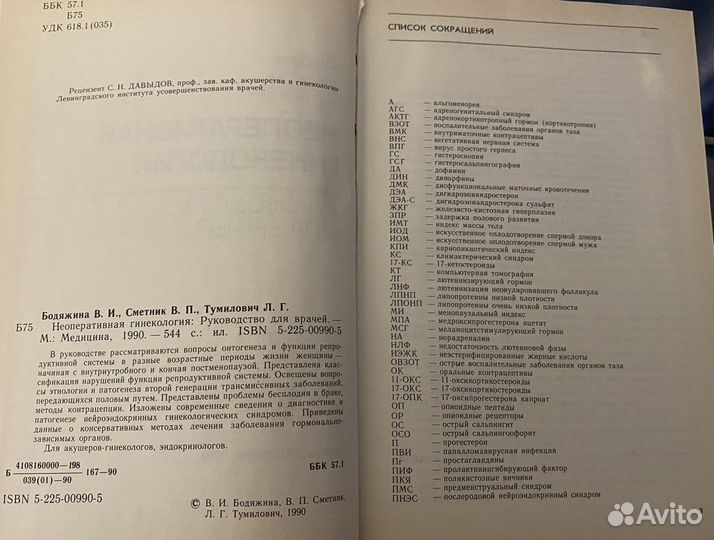 ББК 57.1
Б75
УДК 618.1(035)
Рецензент С. Н. ДАВЫДОВ, проф., зав. каф. акушерства и гинекологии
Ленинградского института усовершенствования врачей.
Бодяжина В. И., Сметник В. П., Тумилович Л. Г.
Б75 Неоперативная гинекология: Руководство для врачей.—
М.: Медицина, 1990.— 544 с.: ил. ISBN 5-225-00990-5
В руководстве рассматриваются вопросы онтогенеза и функции репро-
дуктивной системы в разные возрастные периоды жизни женщины —
начиная с внутриутробного и кончая постменопаузой. Представлена клас-
сификация нарушений функции репродуктивной системы. Освещены вопро-
сы этиологии и патогенеза второй генерации трансмиссивных заболеваний,
передающихся половым путем. Представлены проблемы бесплодия в браке,
методы контрацепции. Изложены современные сведения о диагностике и
патогенезе нейроэндокринных гинекологических синдромов. Приведены
данные о консервативных методах лечения заболевания гормонально-
зависимых органов.
Для акушеров-гинекологов, эндокринологов.
Б 4108160000—198
039(01)—90 167—90 ББК 57.1
ISBN 5-225-00990-5
© В. И. Бодяжина, В. П. Сметник,
Л. Г. Тумилович, 1990
СПИСОК СОКРАЩЕНИЙ
А — альгоменорея
АГС — адреногенитальный синдром
АКТГ — адренокортикотропный гормон (кортикотропин)
ВЗОТ — воспалительные заболевания органов таза
ВМК — внутриматочные контрацептивы
ВНС — вегетативная нервная система
ВПГ — вирус простого герпеса
ГС — гистероскопия
ГСГ — гистеросальпингография
ДА — дофамин
ДИН — динорфины
ДМК — дисфункциональные маточные кровотечения
ДЭА — дигидроэпиандростерон
ДЭА-С — дигидроэпиандростерона сульфат
ЖКГ — железисто-кистозная гиперплазия
ЗПР — задержка полового развития
ИМТ — индекс массы тела
ИОД — искусственное оплодотворение спермой донора
ИОМ — искусственное оплодотворение спермой мужа
КПИ — кариопикнотический индекс
КС — климактерический синдром
17-КС — 17-кетостероиды
КТ — компьютерная томография
ЛГ — лютеинизирующий гормон
ЛНФ — лютеинизация неовулировавшего фолликула
ЛПНП — липопротеины низкой плотности
ЛПОНП — липопротеины очень низкой плотности
МИ — менопаузальный индекс
МПА — медроксипрогестерона ацетат
МСГ — меланоцитстимулирующий гормон
НА — норадреналин
НЛФ — недостаточность лютеиновой фазы
НЭЖК — неэстерифицированные жирные кислоты
ОВЗОТ — острые воспалительные заболевания органов таза
ОК — оральные контрацептивы
11-ОКС — 11-оксикортикостероиды
17-ОКС — 17-оксикортикостероиды
17-ОПК — 17-оксипрогестерона капроат
ОП — опиоидные пептиды
ОР — опиоидные рецепторы
ОС — острый сальпингит
ОСО — острый сальпингоофорит
П — прогестерон
ПВИ — папилломавирусная инфекция
Пг — простагландины
ПИФ — пролактинингибирующий фактор
ПКЯ — поликистозные яичники
ПМС — предменструальный синдром
ПНЭС — послеродовой нейроэндокринный синдром
Avito